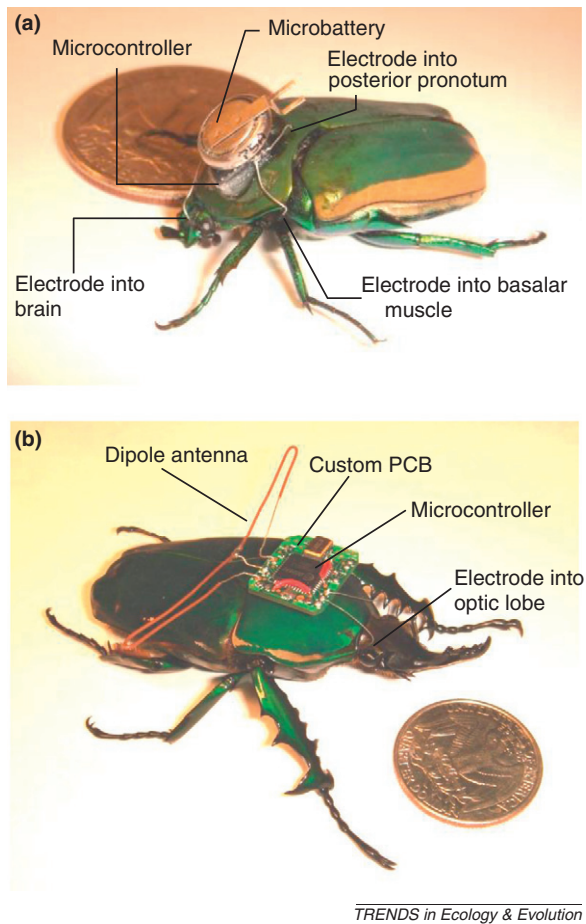 (a)
Microbattery
Microcontroller
Electrode into
posterior pronotum
Electrode into
brain
Electrode into basalar
muscle
(b)
Dipole antenna
Custom PCB
Microcontroller
Electrode into
optic lobe
TRENDS in Ecology & Evolution